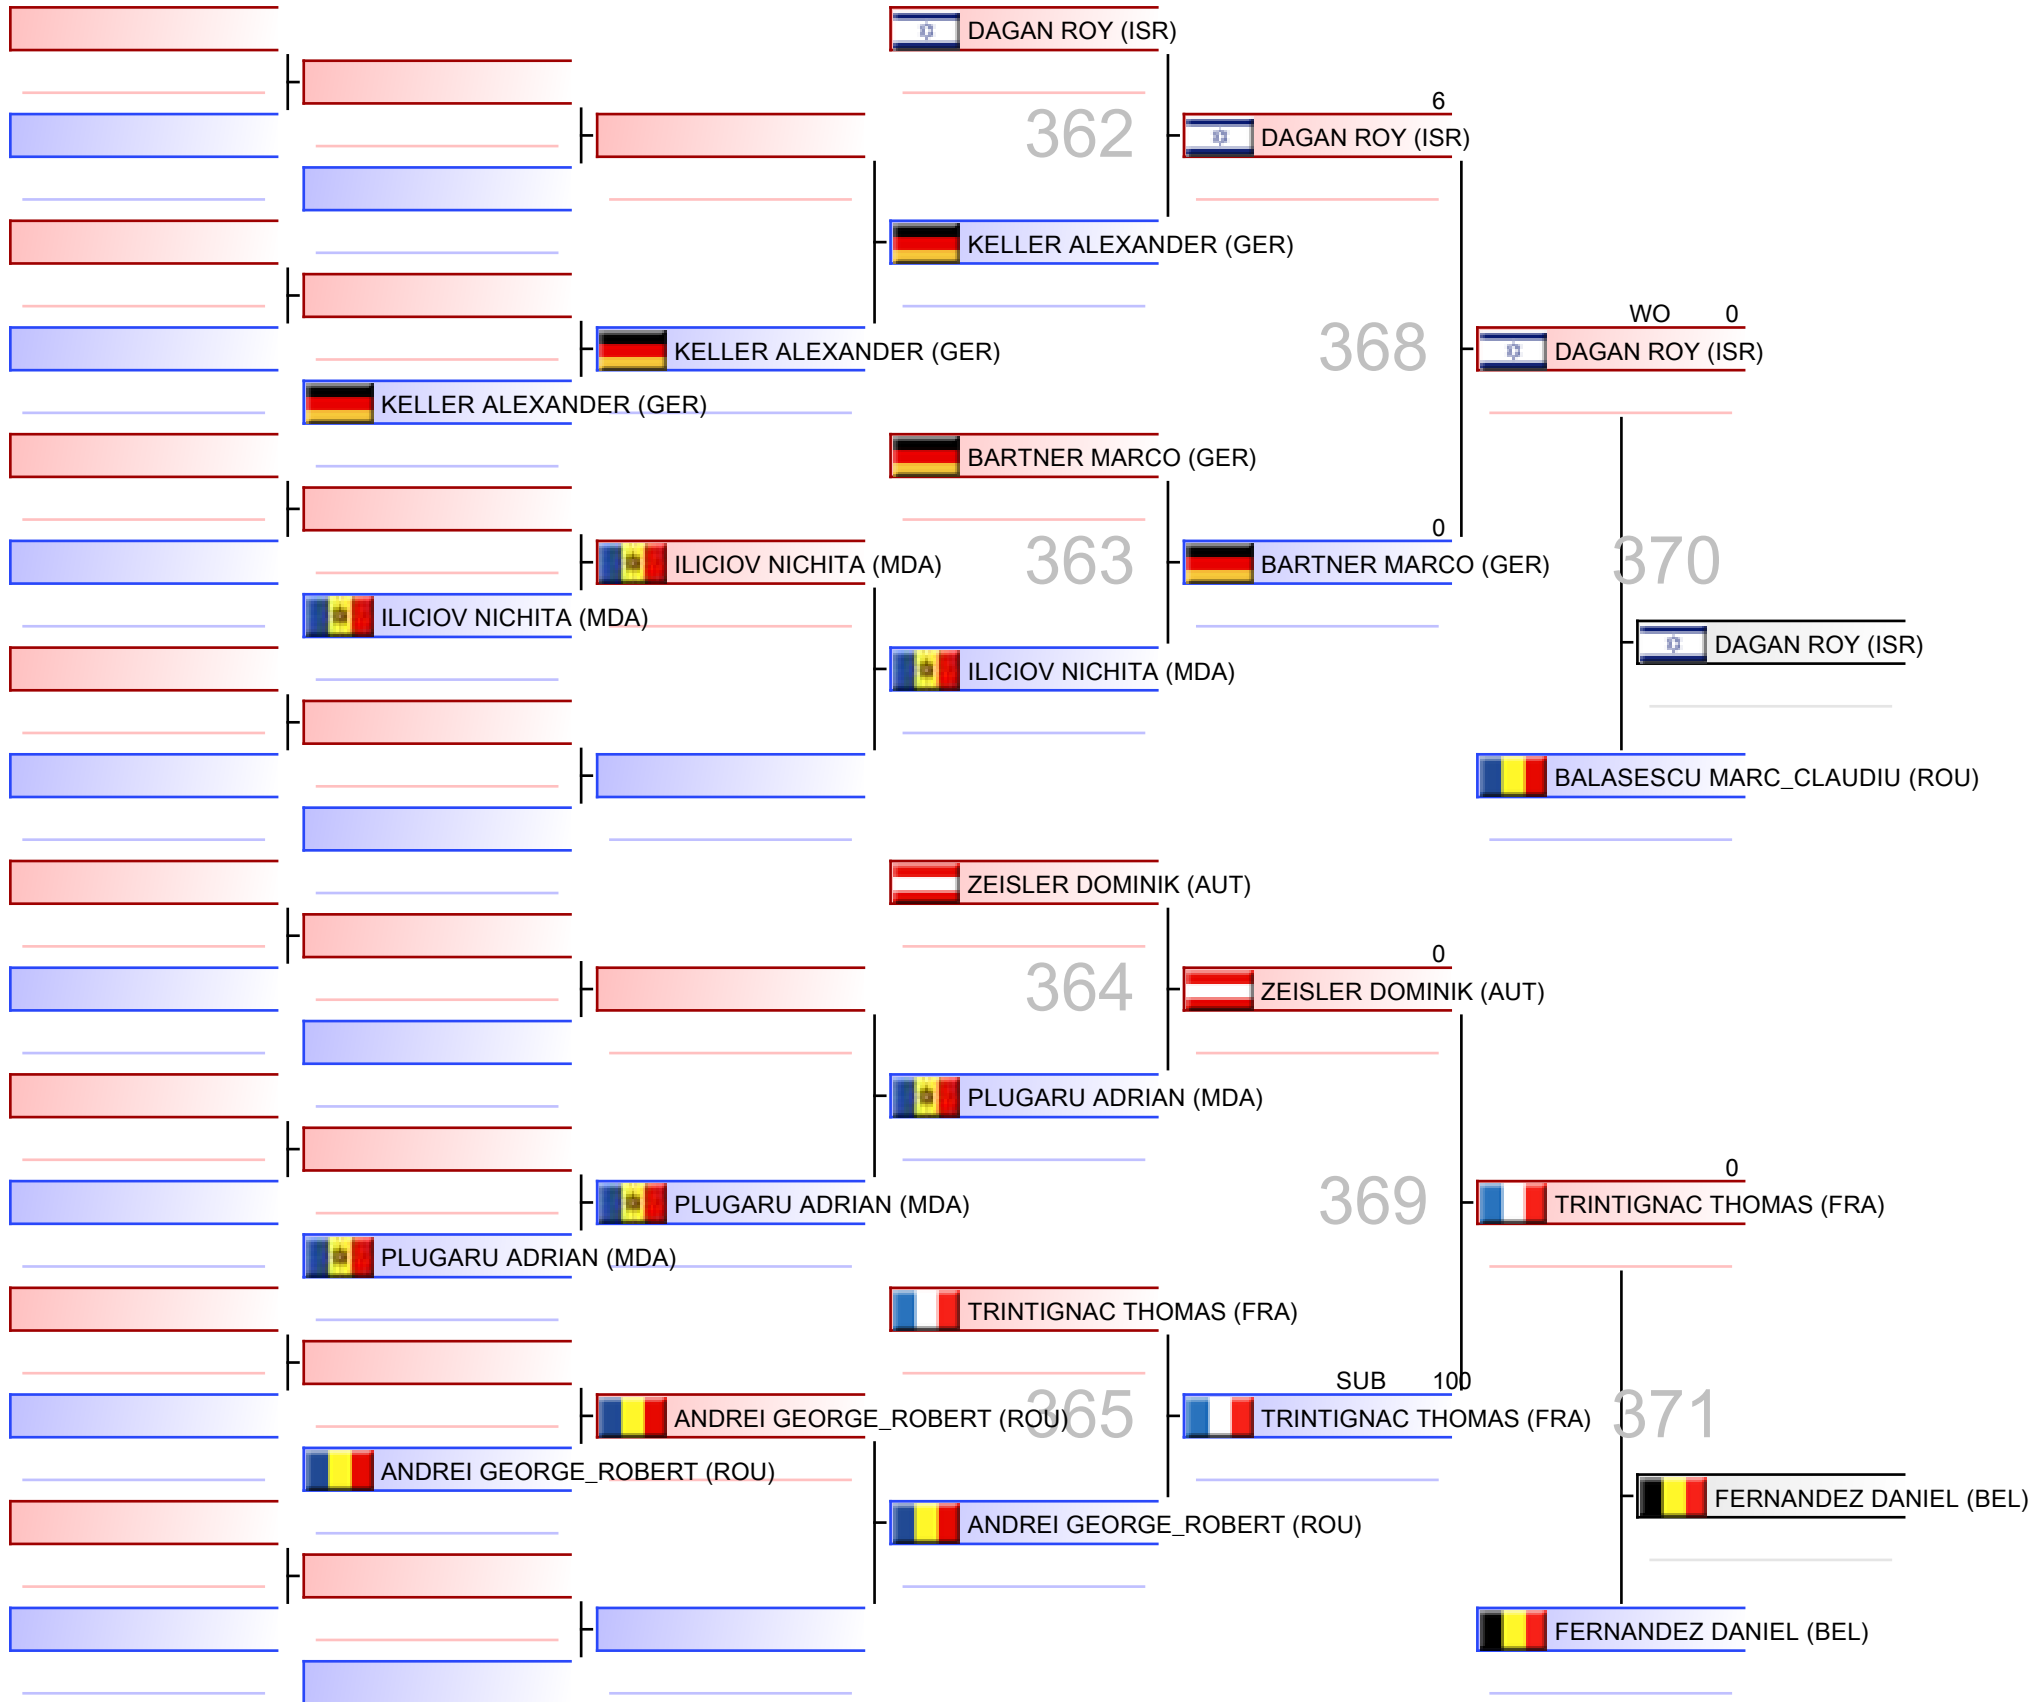 DAGAN ROY (ISR)
6
362
DAGAN ROY (ISR)
KELLER ALEXANDER (GER)
WO 0
368
KELLER ALEXANDER (GER)
DAGAN ROY (ISR)
KELLER ALEXANDER (GER)
BARTNER MARCO (GER)
0
363
370
ILICIOV NICHITA (MDA)
BARTNER MARCO (GER)
ILICIOV NICHITA (MDA)
DAGAN ROY (ISR)
ILICIOV NICHITA (MDA)
BALASESCU MARC_CLAUDIU (ROU)
ZEISLER DOMINIK (AUT)
0
364
ZEISLER DOMINIK (AUT)
PLUGARU ADRIAN (MDA)
0
369
PLUGARU ADRIAN (MDA)
TRINTIGNAC THOMAS (FRA)
PLUGARU ADRIAN (MDA)
TRINTIGNAC THOMAS (FRA)
SUB 100
365
371
ANDREI GEORGE_ROBERT (ROU)
TRINTIGNAC THOMAS (FRA)
ANDREI GEORGE_ROBERT (ROU)
FERNANDEZ DANIEL (BEL)
ANDREI GEORGE_ROBERT (ROU)
FERNANDEZ DANIEL (BEL)